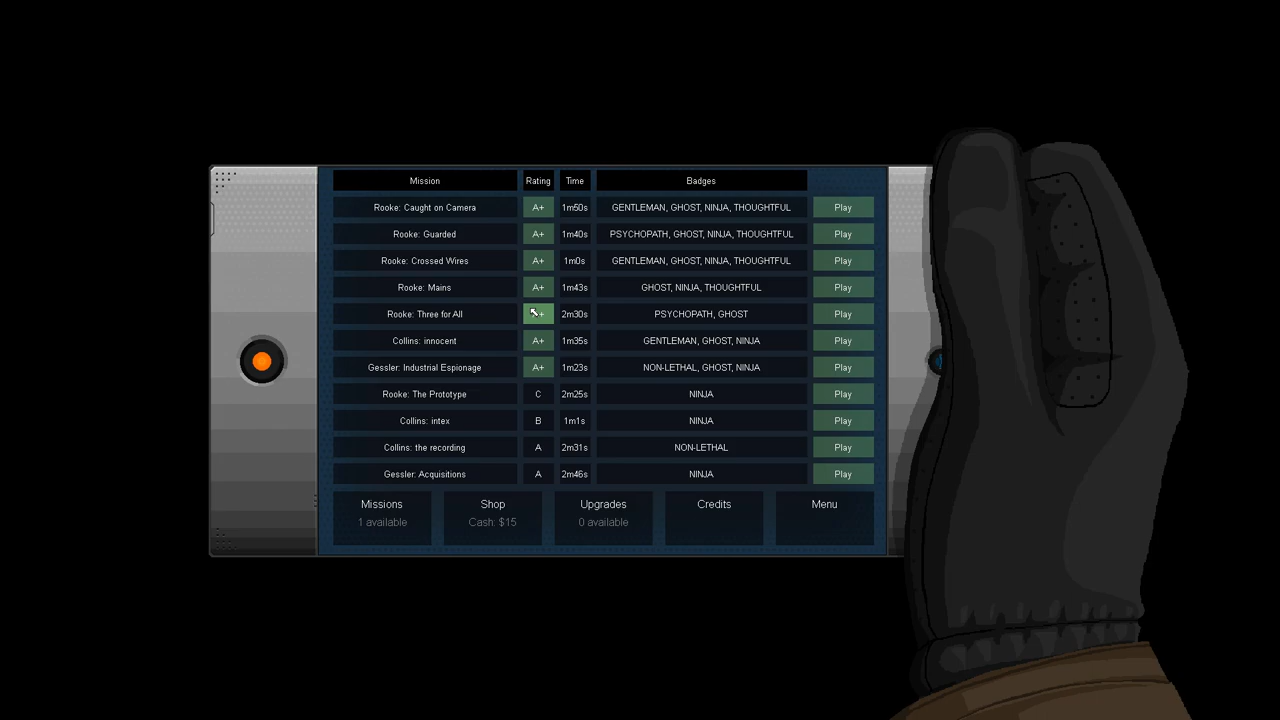 Mission Rating Time Badges
Rooke: Caught on Camera A+ 1m50s GENTLEMAN, GHOST, NINJA, THOUGHTFUL Play
Rooke: Guarded A+ 1m40s PSYCHOPATH, GHOST, NINJA, THOUGHTFUL Play
Rooke: Crossed Wires A+ 1m0s GENTLEMAN, GHOST, NINJA, THOUGHTFUL Play
Rooke: Mains A+ 1m43s GHOST, NINJA, THOUGHTFUL Play
Rooke: Three for All + 2m30s PSYCHOPATH, GHOST Play
Collins: innocent A+ 1m35s GENTLEMAN, GHOST, NINJA Play
Gessler: Industrial Espionage A+ 1m23s NON-LETHAL, GHOST, NINJA Play
Rooke: The Prototype C 2m25s NINJA Play
Collins: intex B 1m1s NINJA Play
Collins: the recording A 2m31s NON-LETHAL Play
Gessler: Acquisitions A 2m46s NINJA Play
Missions Shop Upgrades Credits Menu
1 available Cash: $15 0 available